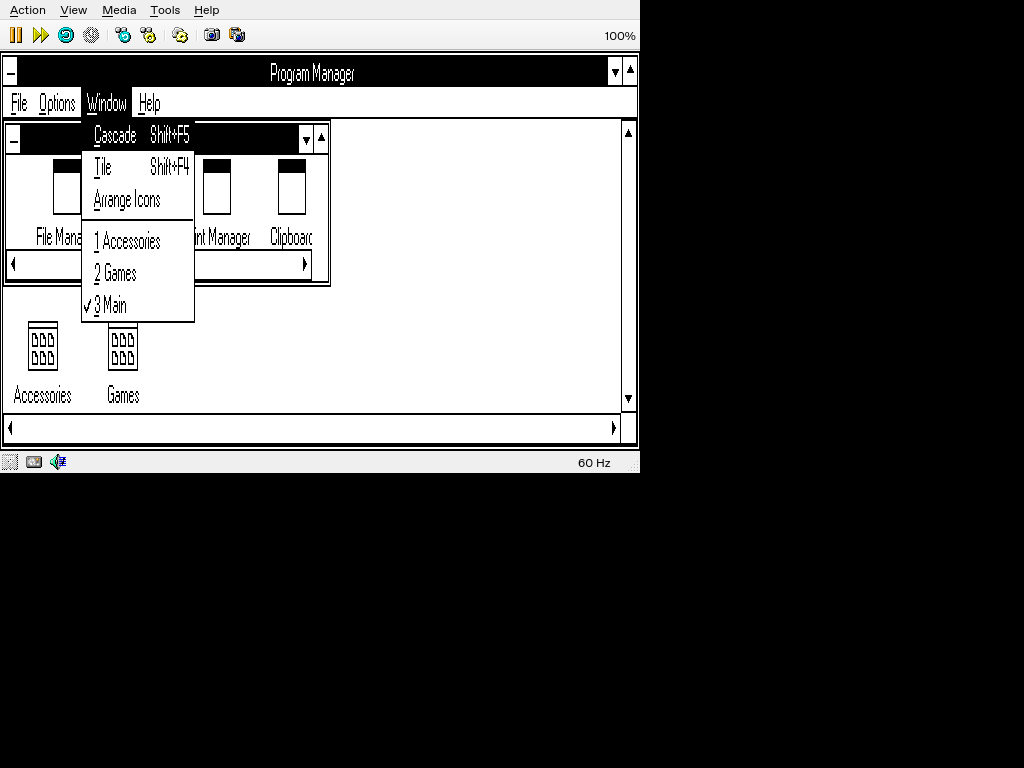 Action View Media Tools Help
100%
Program Manager
File Options Window Help
Cascade Shift+F5
Tile Shift+F4
Arrange Icons
File Mana
int Manager Clipboard
1 Accessories
2 Games
3 Main
Accessories Games
60 Hz